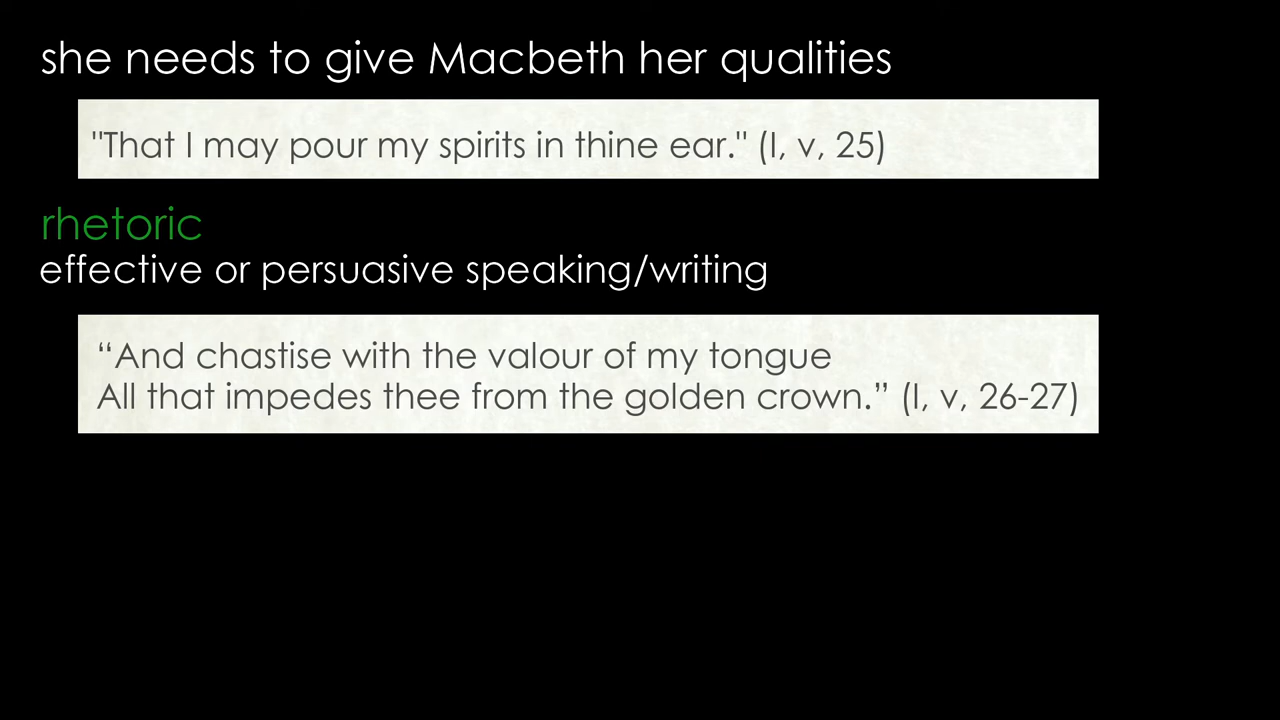 she needs to give Macbeth her qualities
"That I may pour my spirits in thine ear." (I, v, 25)
rhetoric
effective or persuasive speaking/writing
“And chastise with the valour of my tongue
All that impedes thee from the golden crown.” (I, v, 26-27)